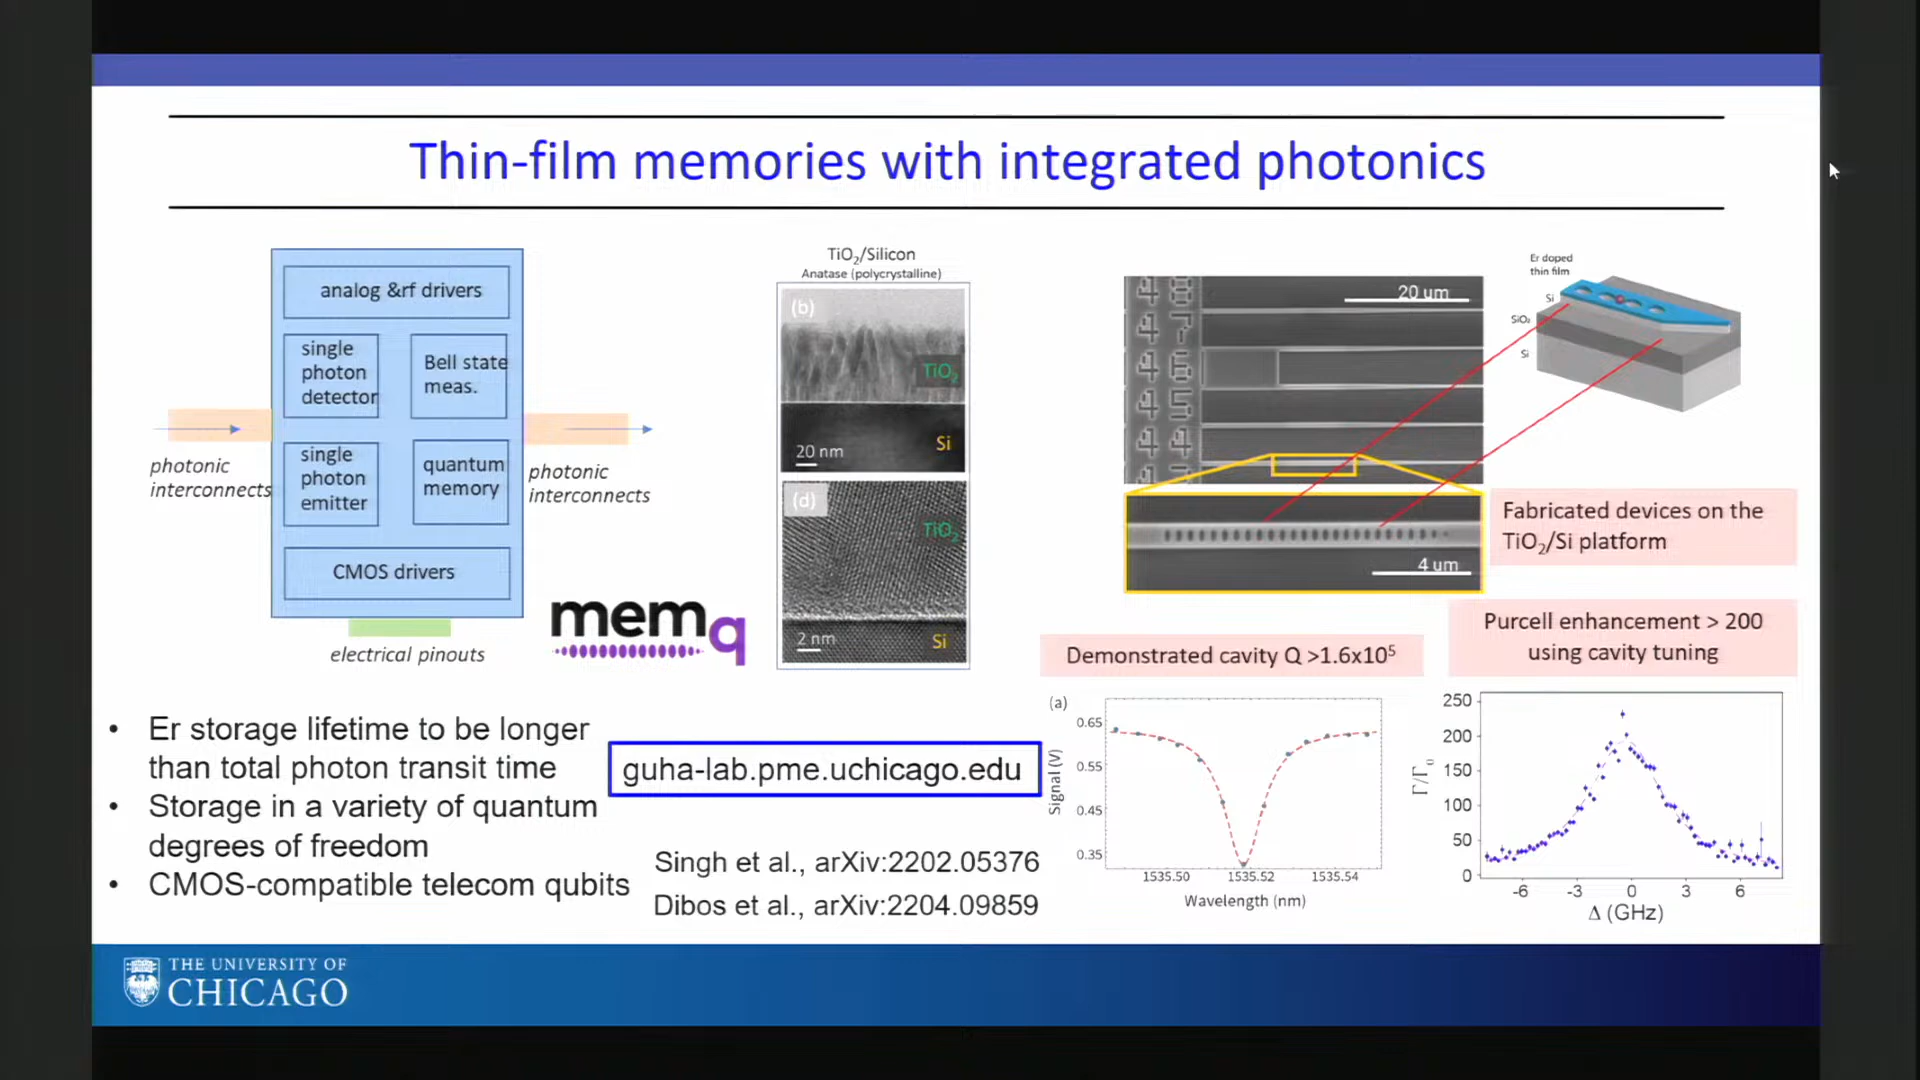 Thin-film memories with integrated photonics
analog &rf drivers
single
photon
detector
Bell state
meas.
single
photon
emitter
quantum
memory
CMOS drivers
photonic
interconnects
photonic
interconnects
electrical pinouts
memq
TiO₂/Silicon
Anatase (polycrystalline)
(b)
TiO₂
Si
20 nm
(d)
TiO₂
Si
2 nm
48
47
46
45
44
20 um
4 um
Er doped
thin film
Si
SiO₂
Si
Fabricated devices on the
TiO₂/Si platform
Demonstrated cavity Q >1.6x10⁵
Purcell enhancement > 200
using cavity tuning
• Er storage lifetime to be longer
than total photon transit time
• Storage in a variety of quantum
degrees of freedom
• CMOS-compatible telecom qubits
guha-lab.pme.uchicago.edu
Singh et al., arXiv:2202.05376
Dibos et al., arXiv:2204.09859
(a)
Signal (V)
0.65
0.55
0.45
0.35
1535.50 1535.52 1535.54
Wavelength (nm)
Γ/Γ₀
250
200
150
100
50
0
-6 -3 0 3 6
Δ (GHz)
THE UNIVERSITY OF
CHICAGO